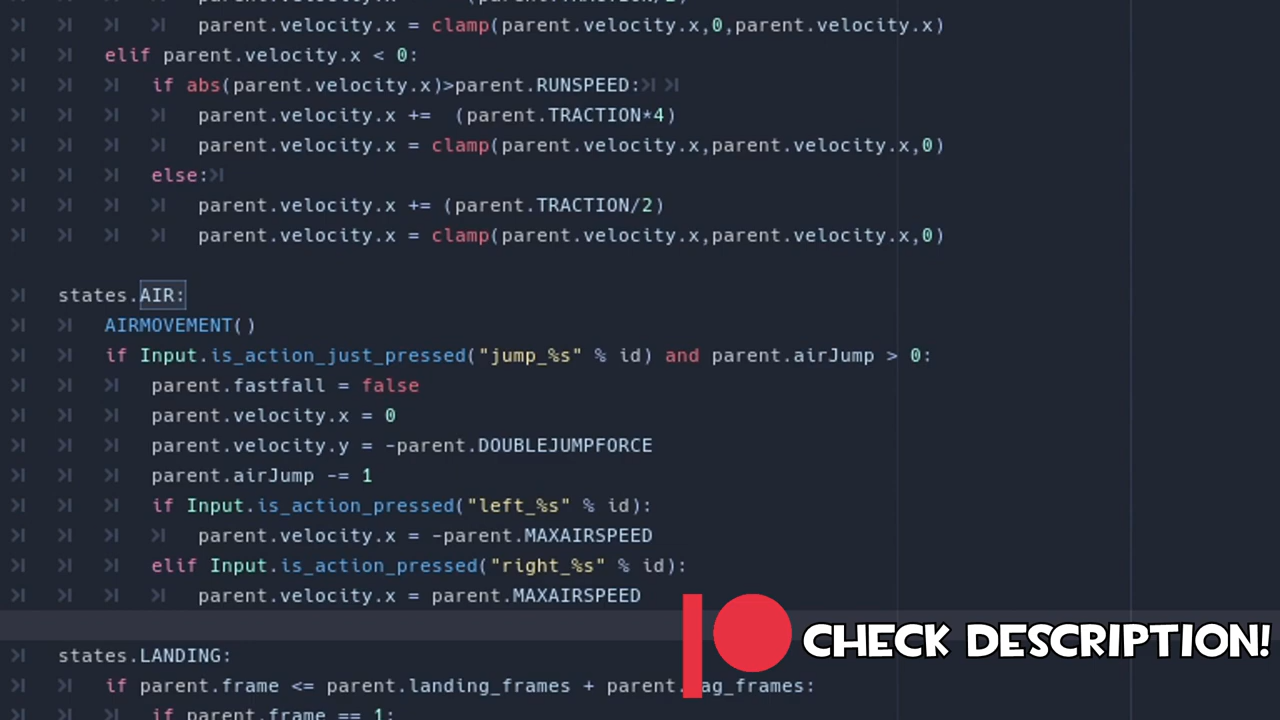 parent.velocity.x = clamp(parent.velocity.x,0,parent.velocity.x)
elif parent.velocity.x < 0:
if abs(parent.velocity.x)>parent.RUNSPEED:
parent.velocity.x +=  (parent.TRACTION*4)
parent.velocity.x = clamp(parent.velocity.x,parent.velocity.x,0)
else:
parent.velocity.x += (parent.TRACTION/2)
parent.velocity.x = clamp(parent.velocity.x,parent.velocity.x,0)
states.AIR:
AIRMOVEMENT()
if Input.is_action_just_pressed("jump_%s" % id) and parent.airJump > 0:
parent.fastfall = false
parent.velocity.x = 0
parent.velocity.y = -parent.DOUBLEJUMPFORCE
parent.airJump -= 1
if Input.is_action_pressed("left_%s" % id):
parent.velocity.x = -parent.MAXAIRSPEED
elif Input.is_action_pressed("right_%s" % id):
parent.velocity.x = parent.MAXAIRSPEED
CHECK DESCRIPTION!
states.LANDING:
if parent.frame <= parent.landing_frames + parent.lag_frames:
if parent.frame == 1: